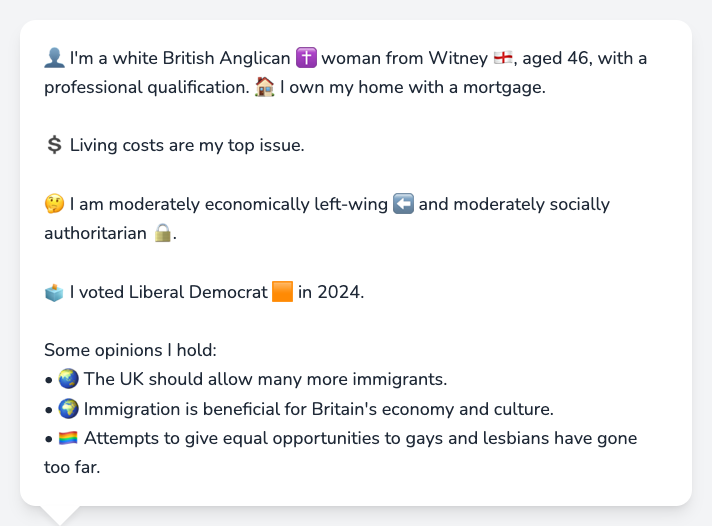 👤 I'm a white British Anglican ✝️ woman from Witney 🏴󠁧󠁢󠁥󠁮󠁧󠁿, aged 46, with a
professional qualification. 🏠 I own my home with a mortgage.
💲 Living costs are my top issue.
🤔 I am moderately economically left-wing ⬅️ and moderately socially
authoritarian 🔒.
🗳️ I voted Liberal Democrat 🟧 in 2024.
Some opinions I hold:
• 🌏 The UK should allow many more immigrants.
• 🌍 Immigration is beneficial for Britain's economy and culture.
• 🏳️‍🌈 Attempts to give equal opportunities to gays and lesbians have gone
too far.